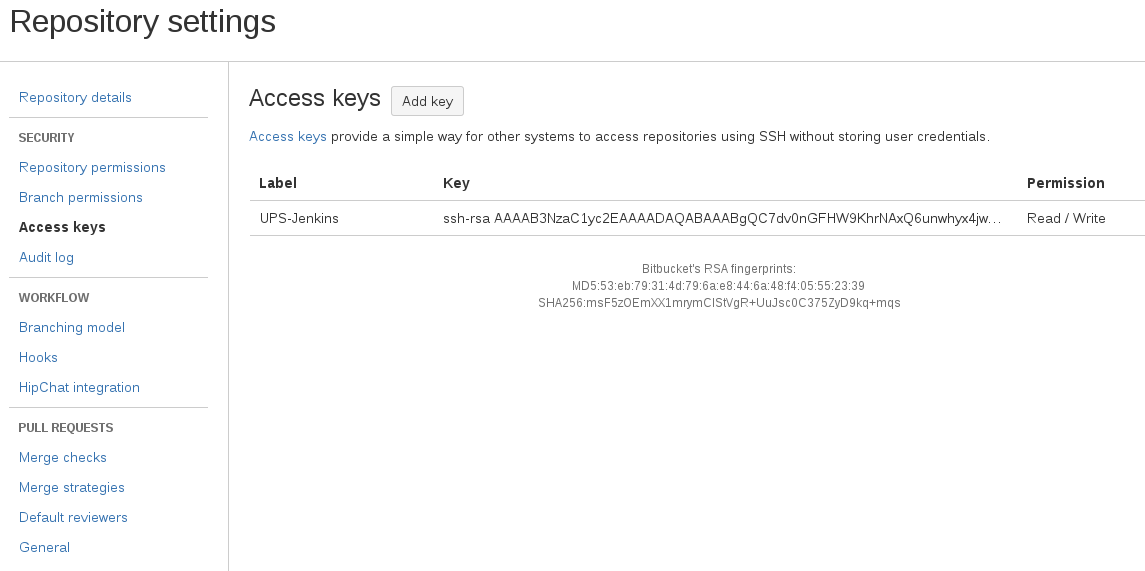 Repository settings
Repository details
SECURITY
Repository permissions
Branch permissions
Access keys
Audit log
WORKFLOW
Branching model
Hooks
HipChat integration
PULL REQUESTS
Merge checks
Merge strategies
Default reviewers
General
Access keys Add key
Access keys provide a simple way for other systems to access repositories using SSH without storing user credentials.
Label Key Permission
UPS-Jenkins ssh-rsa AAAAB3NzaC1yc2EAAAADAQABAAABgQC7dv0nGFHW9KhrNAxQ6unwhyx4jw... Read / Write
Bitbucket's RSA fingerprints:
MD5:53:eb:79:31:4d:79:6a:e8:44:6a:48:f4:05:55:23:39
SHA256:msF5zOEmXX1mrymCIStVgR+UuJsc0C375ZyD9kq+mqs